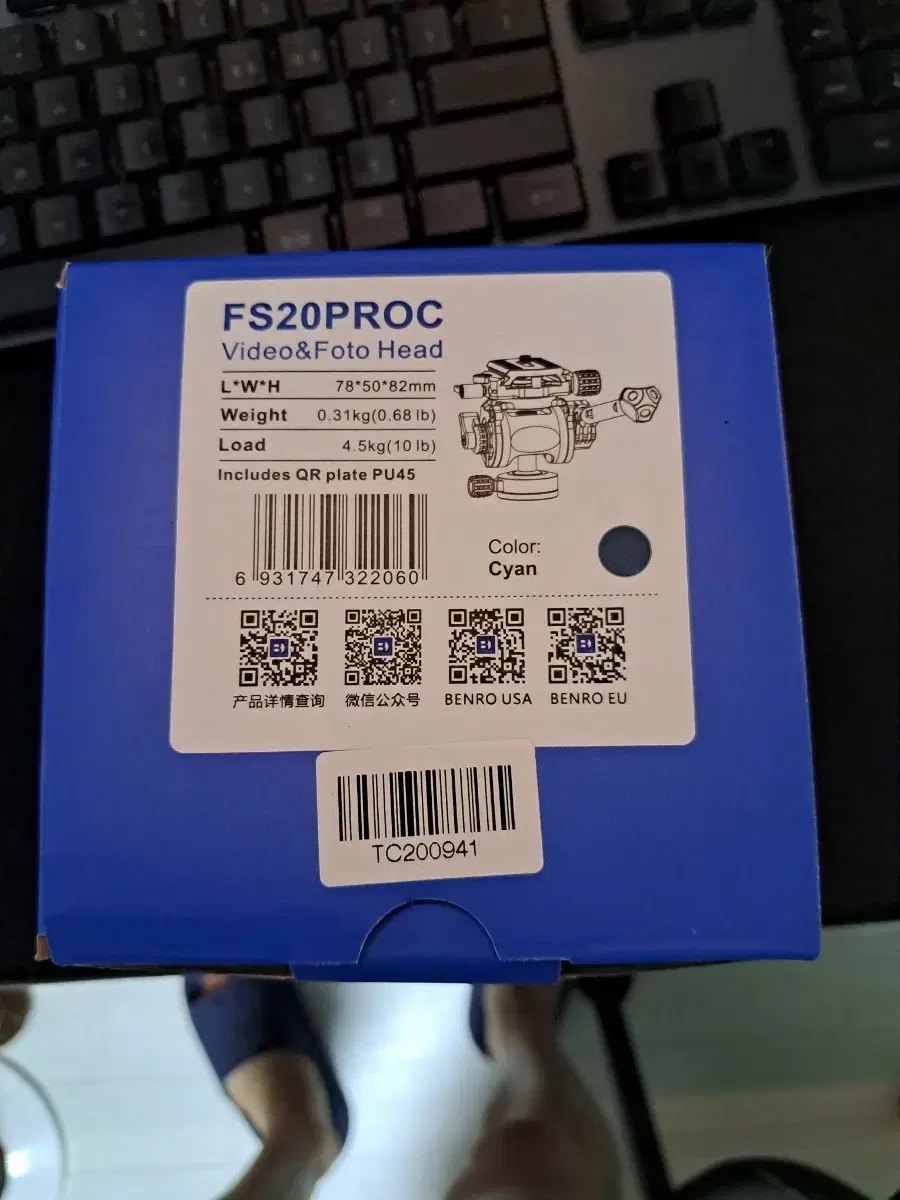 FS20PROC
Video&Foto Head
L*W*H 78*50*82mm
Weight 0.31kg(0.68 lb)
Load 4.5kg(10 lb)
Includes QR plate PU45
6 931747 322060
Color:
Cyan
产品详情查询 微信公众号 BENRO USA BENRO EU
TC200941